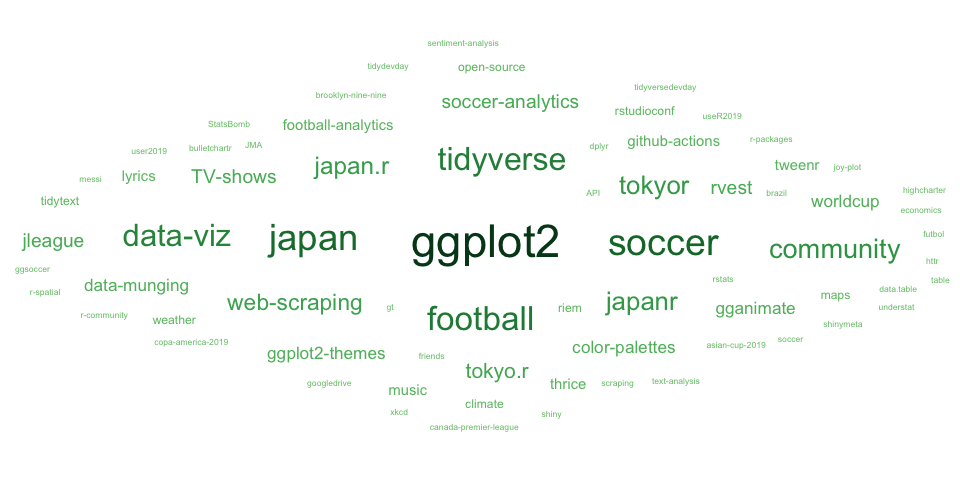 sentiment-analysis
tidydevday
open-source
brooklyn-nine-nine
tidyversedevday
soccer-analytics
rstudioconf
useR2019
StatsBomb
football-analytics
user2019
bulletchartr
JMA
dplyr
github-actions
r-packages
messi
lyrics
TV-shows
japan.r
tidyverse
tweenr
joy-plot
tidytext
API
tokyor
rvest
brazil
worldcup
highcharter
economics
jleague
data-viz
japan
ggplot2
soccer
community
futbol
httr
ggsoccer
r-spatial
data-munging
web-scraping
gt
riem
japanr
rstats
gganimate
maps
data.table
table
understat
r-community
weather
football
shinymeta
copa-america-2019
ggplot2-themes
friends
color-palettes
asian-cup-2019
soccer
googledrive
music
tokyo.r
thrice
scraping
text-analysis
xkcd
climate
shiny
canada-premier-league